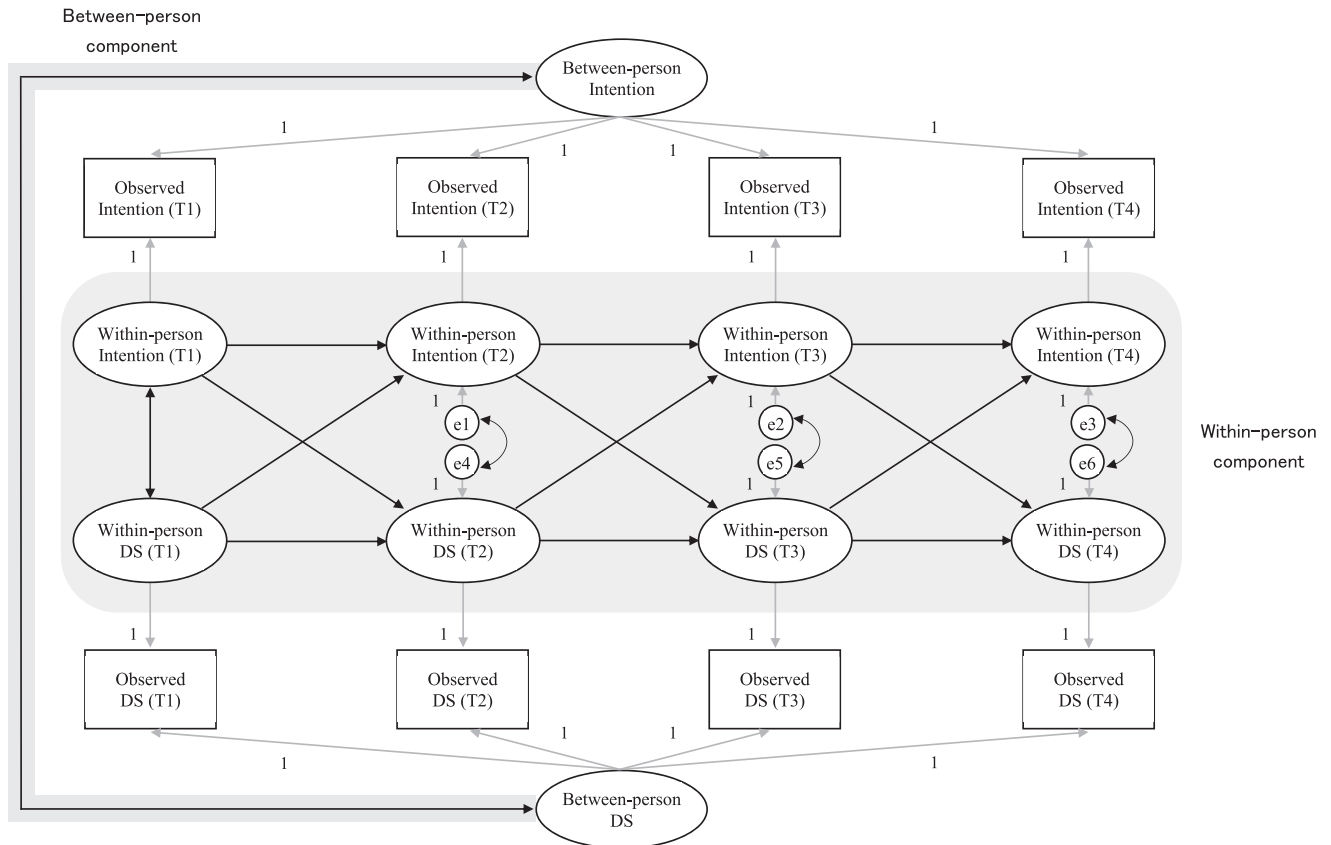 Between-person
component
Between-person
Intention
1
1
1
1
Observed
Intention (T1)
Observed
Intention (T2)
Observed
Intention (T3)
Observed
Intention (T4)
1
1
1
1
Within-person
Intention (T1)
Within-person
Intention (T2)
Within-person
Intention (T3)
Within-person
Intention (T4)
1
1
1
e1
e2
e3
e4
e5
e6
1
1
1
Within-person
component
Within-person
DS (T1)
Within-person
DS (T2)
Within-person
DS (T3)
Within-person
DS (T4)
1
1
1
1
Observed
DS (T1)
Observed
DS (T2)
Observed
DS (T3)
Observed
DS (T4)
1
1
1
1
Between-person
DS